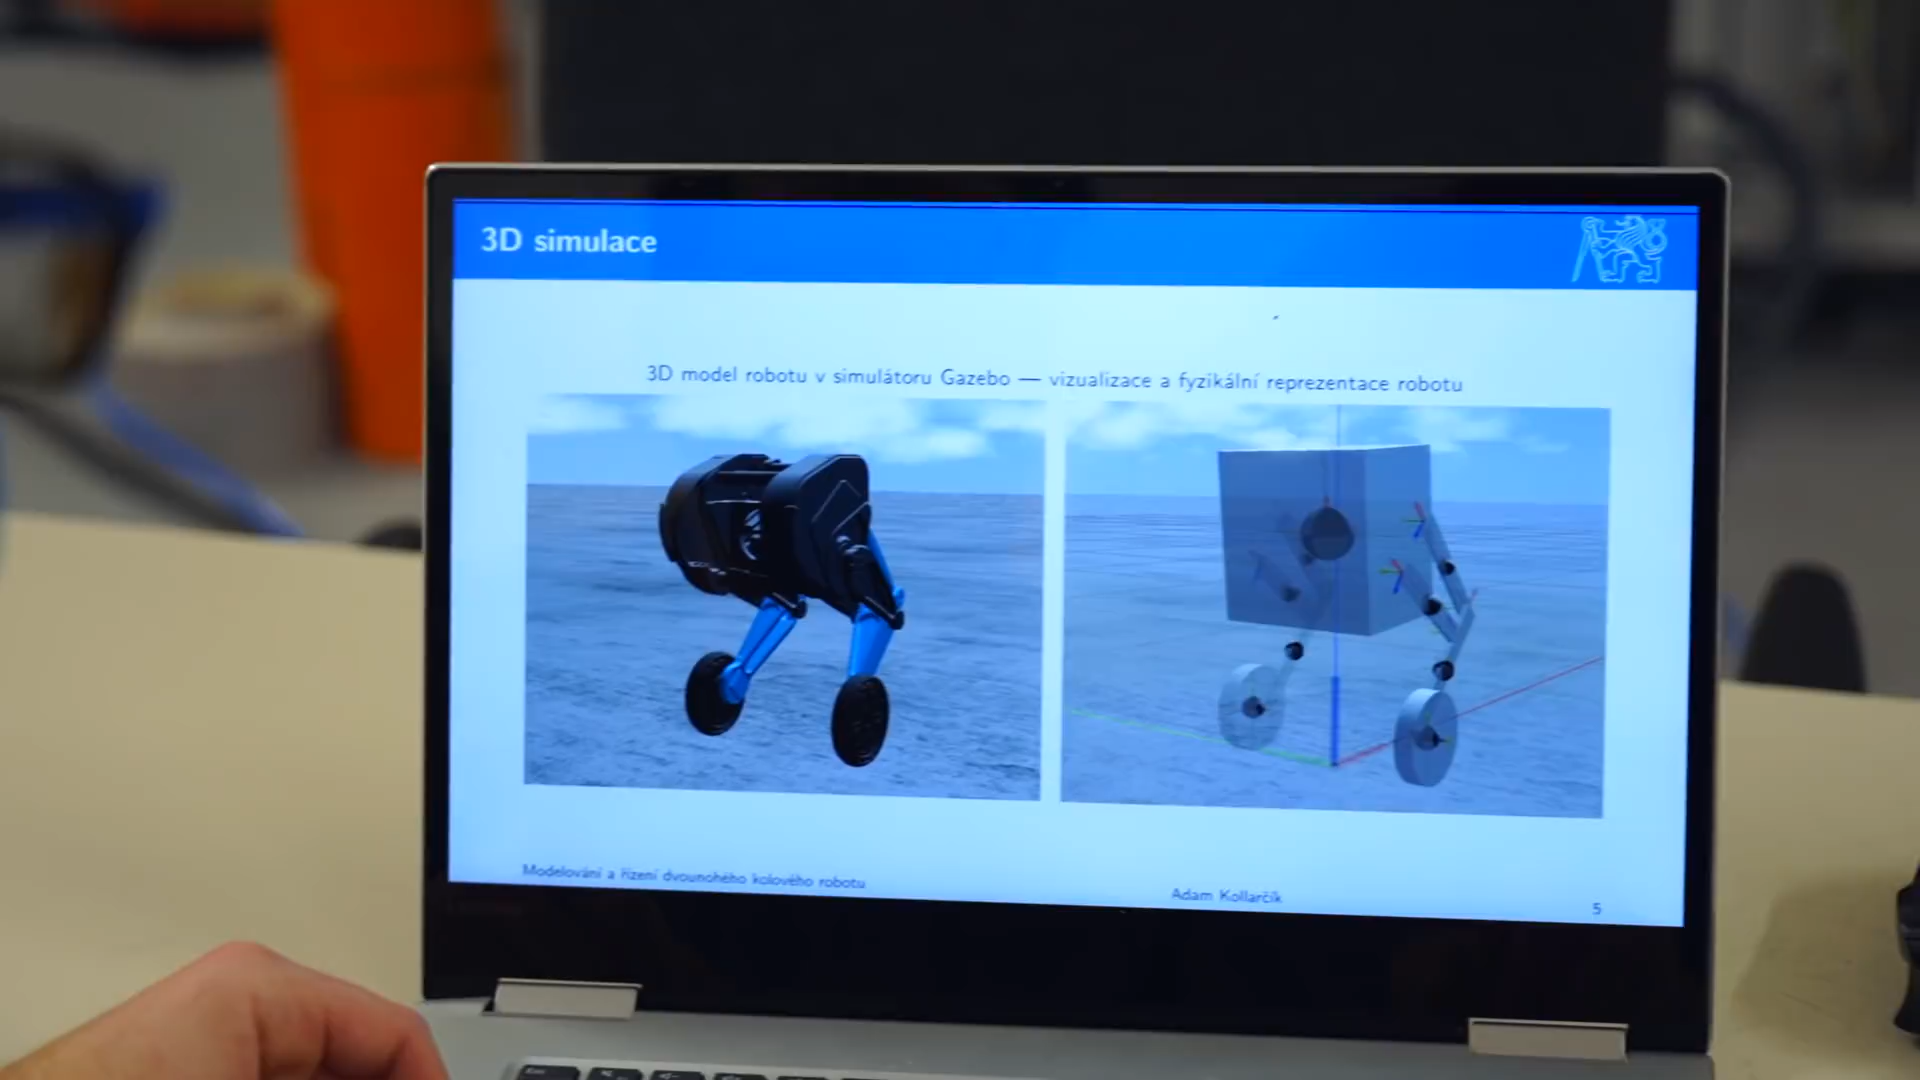 3D simulace
3D model robotu v simulátoru Gazebo — vizualizace a fyzikální reprezentace robotu
Modelování a řízení dvounohého kolového robotu
Adam Kollarčík
5
Esc